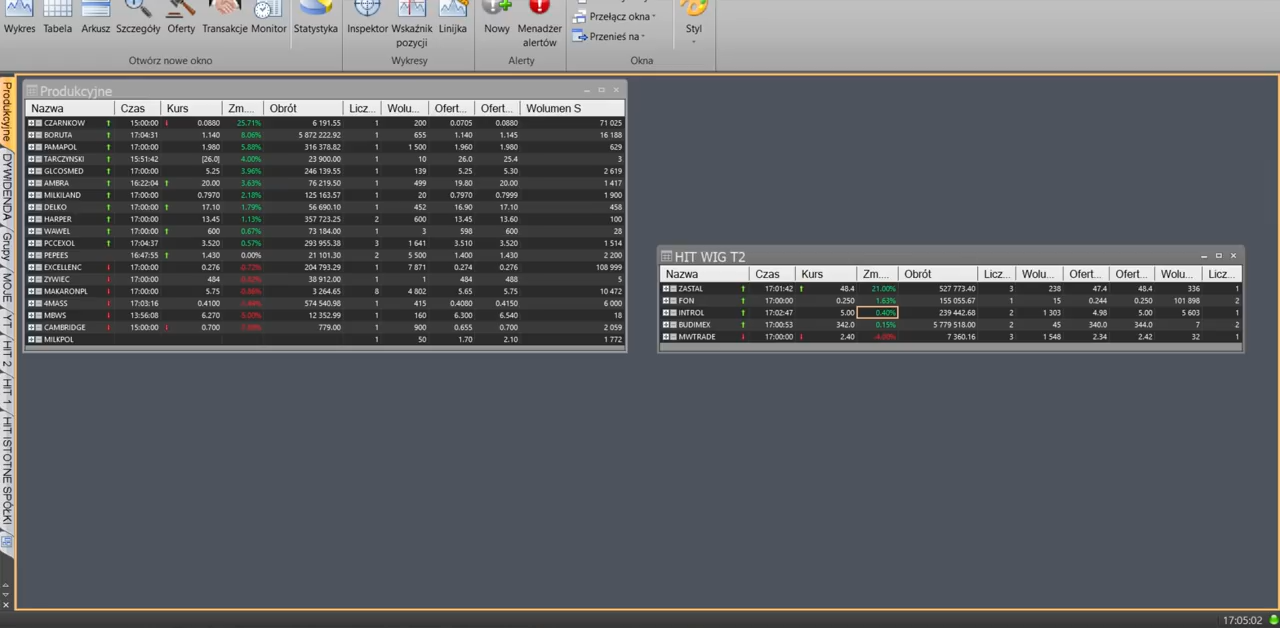 Wykres Tabela Arkusz Szczegóły Oferty Transakcje Monitor Statystyka Inspektor Wskaźnik pozycji Linijka Nowy Menadżer alertów Styl
Przełącz okna
Przenieś na
Otwórz nowe okno Wykresy Alerty Okna
Produkcyjne
DYWIDENDA
Grupy
MOJE
YT
HIT 2
HIT 1
HIT ISTOTNE SPÓŁKI
Produkcyjne
Nazwa Czas Kurs Zm.... Obrót Licz... Wolu... Ofert... Ofert... Wolumen S
CZARNKOW 15:00:00 0.0880 25.71% 6 191.55 1 200 0.0705 0.0880 71 025
BORUTA 17:04:31 1.140 8.06% 5 872 222.92 1 655 1.140 1.145 16 188
PAMAPOL 17:00:00 1.980 5.88% 316 378.82 1 1 500 1.960 1.980 629
TARCZYNSKI 15:51:42 [26.0] 4.00% 23 900.00 1 10 26.0 25.4 3
GLCOSMED 17:00:00 5.25 3.96% 246 139.55 1 139 5.25 5.30 2 619
AMBRA 16:22:04 20.00 3.63% 76 219.50 1 499 19.80 20.00 1 417
MILKILAND 17:00:00 0.7970 2.18% 125 163.57 1 20 0.7970 0.7999 1 900
DELKO 17:00:00 17.10 1.79% 56 690.10 1 452 16.90 17.10 458
HARPER 17:00:00 13.45 1.13% 357 723.25 2 600 13.45 13.60 100
WAWEL 17:00:00 600 0.67% 73 184.00 1 3 598 600 28
PCCEXOL 17:04:37 3.520 0.57% 293 955.38 3 1 641 3.510 3.520 1 514
PEPEES 16:47:55 1.430 0.00% 21 101.30 2 5 500 1.400 1.430 2 200
EXCELLENC 17:00:00 0.276 -0.72% 204 793.29 1 7 871 0.274 0.276 108 999
ZYWIEC 17:00:00 484 38 912.00 1 1 484 488 5
MAKARONPL 17:00:00 5.75 3 264.65 8 4 802 5.65 5.75 10 472
4MASS 17:03:16 0.4100 574 540.98 1 415 0.4080 0.4150 6 000
MBWS 13:56:08 6.270 12 352.99 1 160 6.300 6.540 18
CAMBRIDGE 15:00:00 0.700 779.00 1 900 0.655 0.700 2 059
MILKPOL 1 50 1.70 2.10 1 772
HIT WIG T2
Nazwa Czas Kurs Zm.... Obrót Licz... Wolu... Ofert... Ofert... Wolu... Licz...
ZASTAL 17:01:42 48.4 21.00% 527 773.40 3 238 47.4 48.4 336 1
FON 17:00:00 0.250 1.63% 155 055.67 1 15 0.244 0.250 101 898 2
INTROL 17:02:47 5.00 0.40% 239 442.68 2 1 303 4.98 5.00 5 603 1
BUDIMEX 17:00:53 342.0 0.15% 5 779 518.00 2 45 340.0 344.0 7 2
MWTRADE 17:00:00 2.40 -4.00% 7 360.16 3 1 548 2.34 2.42 32 1
17:05:02